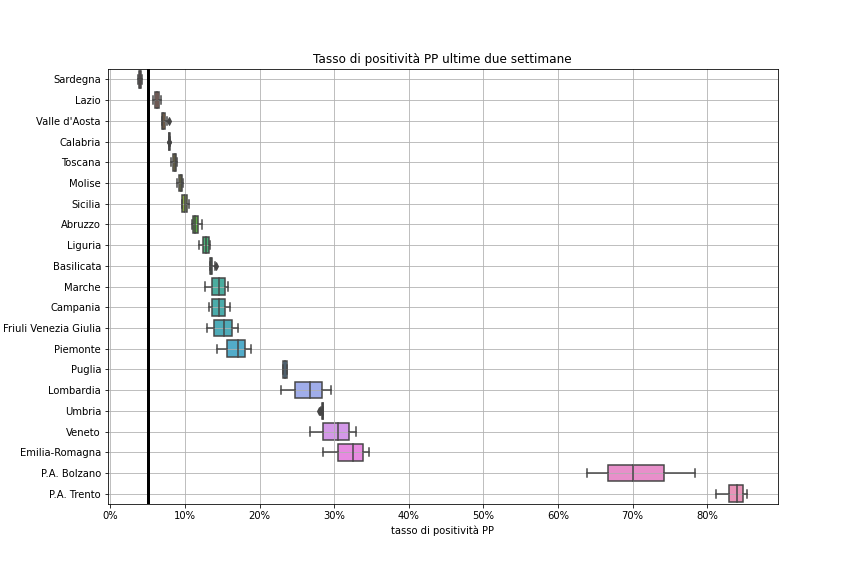 Tasso di positività PP ultime due settimane
Sardegna
Lazio
Valle d'Aosta
Calabria
Toscana
Molise
Sicilia
Abruzzo
Liguria
Basilicata
Marche
Campania
Friuli Venezia Giulia
Piemonte
Puglia
Lombardia
Umbria
Veneto
Emilia-Romagna
P.A. Bolzano
P.A. Trento
0% 10% 20% 30% 40% 50% 60% 70% 80%
tasso di positività PP